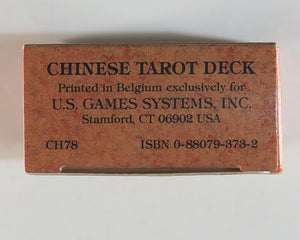 CHINESE TAROT DECK
Printed in Belgium exclusively for
U.S. GAMES SYSTEMS, INC.
Stamford, CT 06902 USA
CH78 ISBN 0-88079-373-2